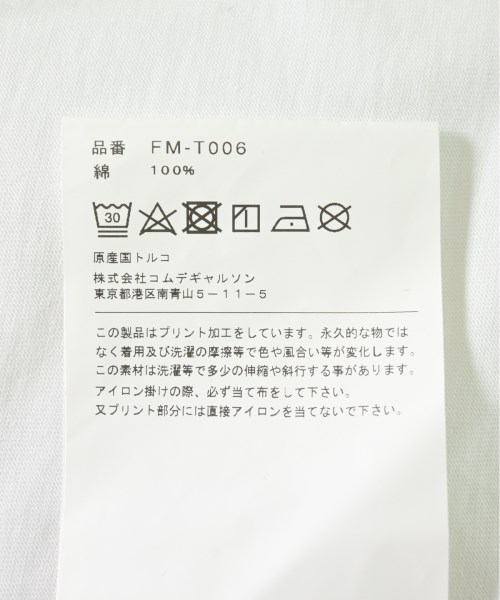 品番 FM-T006
綿 100%
30
原産国トルコ
株式会社コムデギャルソン
東京都港区南青山5-11-5
この製品はプリント加工をしています。永久的な物では
なく着用及び洗濯の摩擦等で色や風合い等が変化します。
この素材は洗濯等で多少の伸縮や斜行する事があります。
アイロン掛けの際、必ず当て布をして下さい。
又プリント部分には直接アイロンを当てないで下さい。